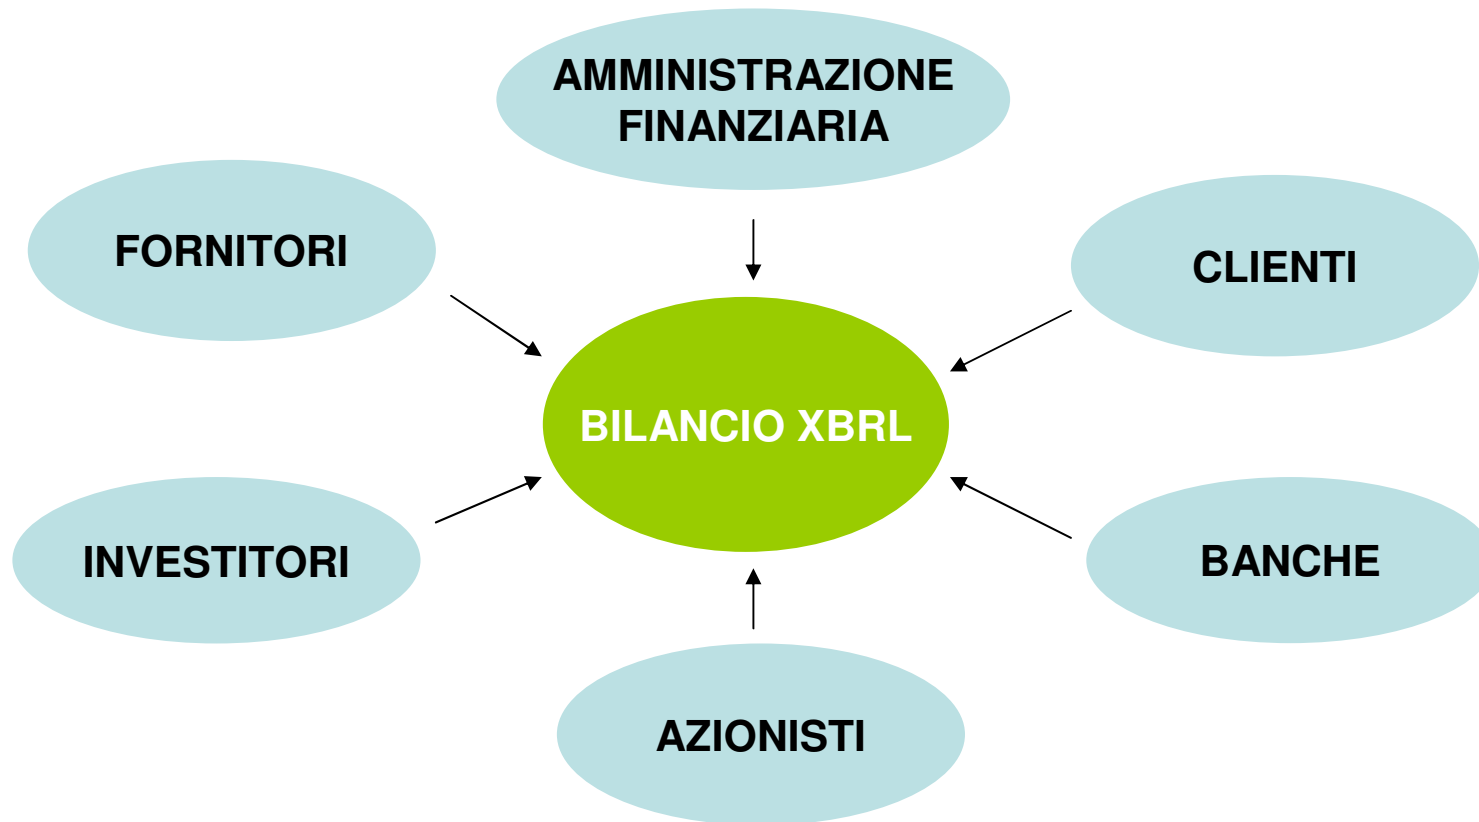 AMMINISTRAZIONE
FINANZIARIA
FORNITORI
CLIENTI
BILANCIO XBRL
INVESTITORI
BANCHE
AZIONISTI